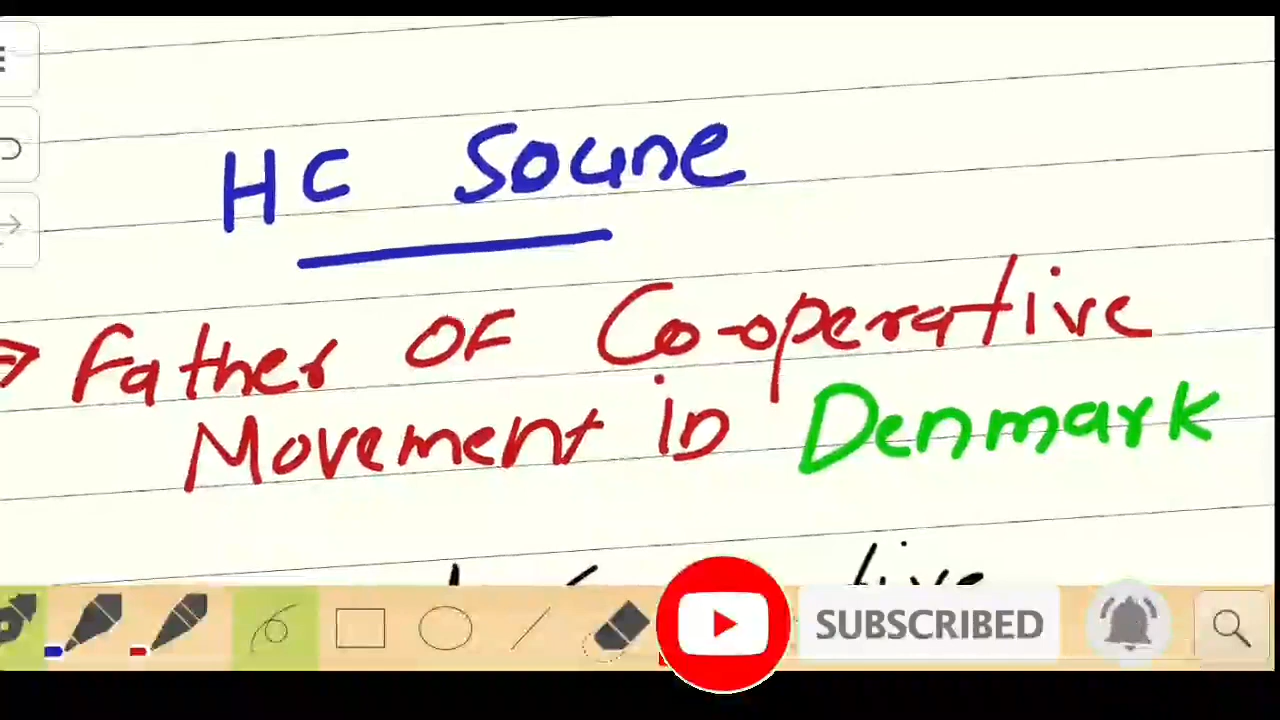 HC Soune
Father OF Co-operative
Movement in Denmark
SUBSCRIBED